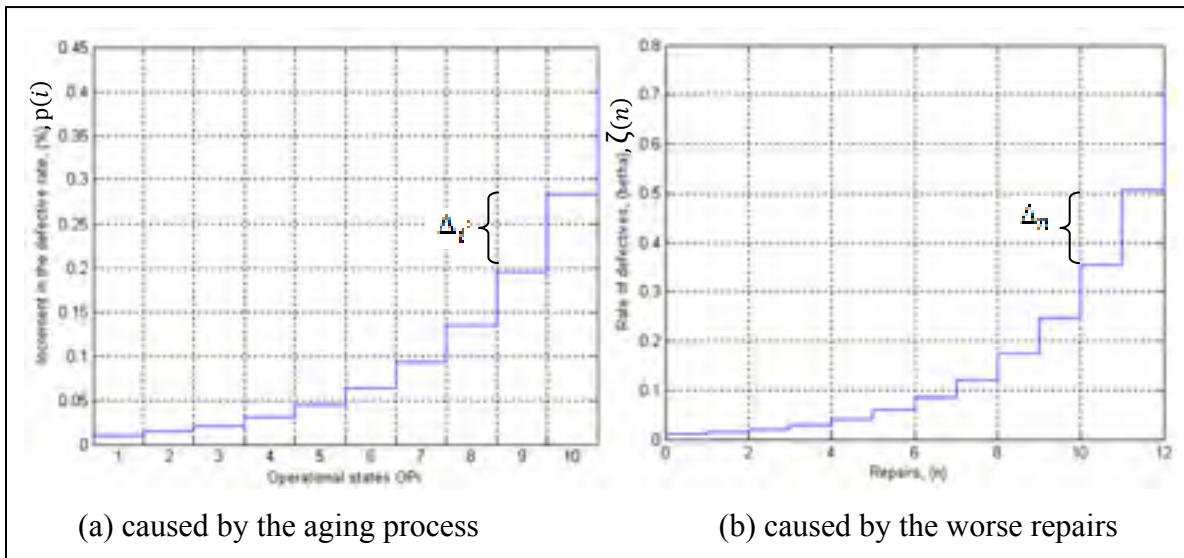 Increment in the defective rate, (%), p(i)
0.45
0.4
0.35
0.3
0.25
0.2
0.15
0.1
0.05
0
Δ
1 2 3 4 5 6 7 8 9 10
Operational states OPi
(a) caused by the aging process
Rate of defectives, (betha), ζ(n)
0.8
0.7
0.6
0.5
0.4
0.3
0.2
0.1
0
Δn
0 2 4 6 8 10 12
Repairs, (n)
(b) caused by the worse repairs